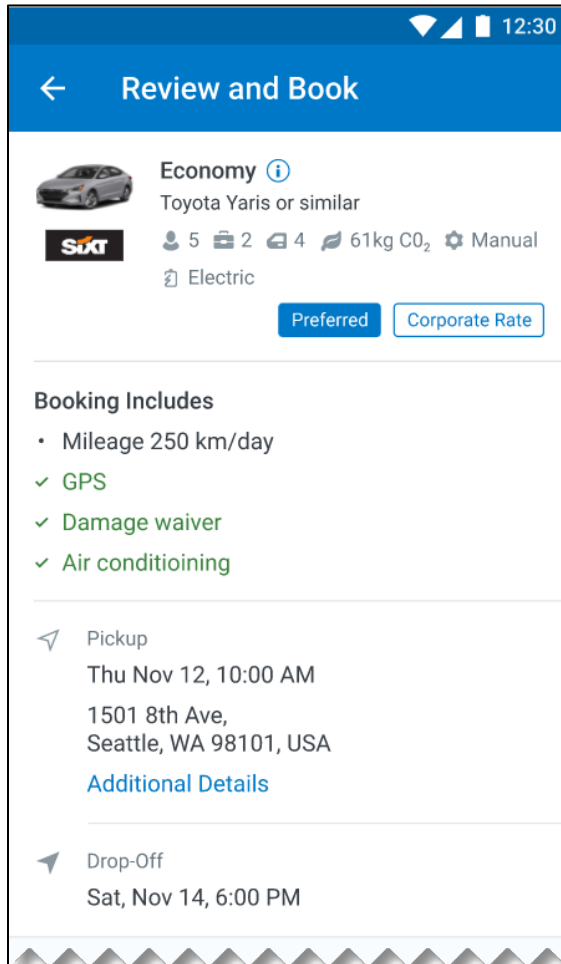 12:30
Review and Book
Economy
Toyota Yaris or similar
SIXT
5 2 4 61kg C0₂ Manual
Electric
Preferred Corporate Rate
Booking Includes
• Mileage 250 km/day
GPS
Damage waiver
Air conditioining
Pickup
Thu Nov 12, 10:00 AM
1501 8th Ave,
Seattle, WA 98101, USA
Additional Details
Drop-Off
Sat, Nov 14, 6:00 PM